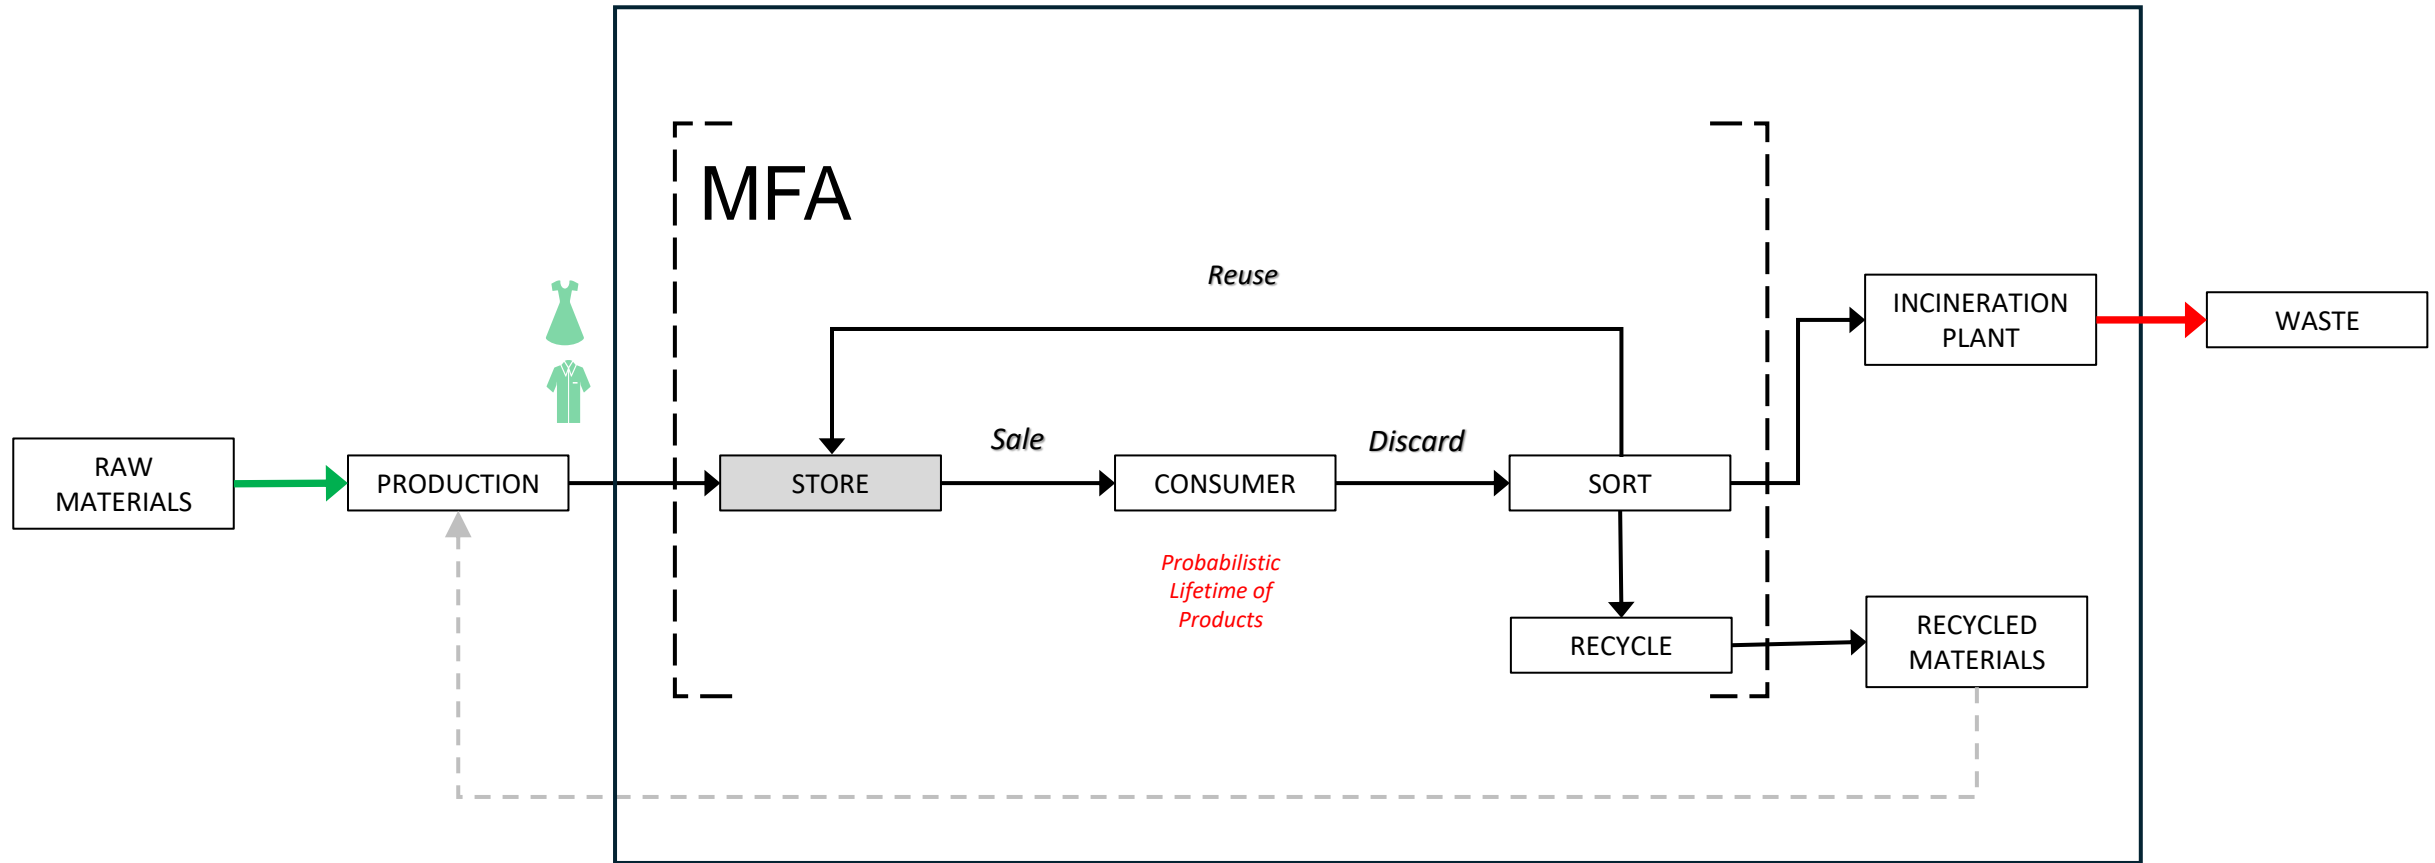 MFA
Reuse
INCINERATION
PLANT
WASTE
RAW
MATERIALS
PRODUCTION
STORE
Sale
CONSUMER
Discard
SORT
Probabilistic
Lifetime of
Products
RECYCLE
RECYCLED
MATERIALS